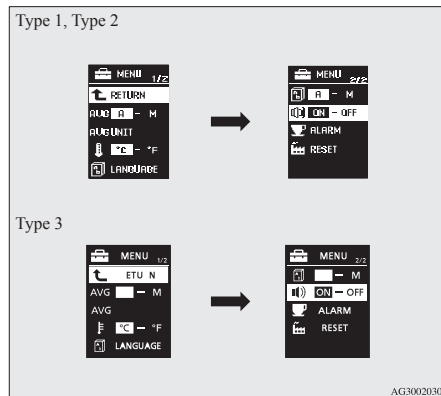 Type 1, Type 2
MENU 1/2
RETURN
AVG A - M
AVG UNIT
°C - °F
LANGUAGE
MENU 2/2
A - M
ON - OFF
ALARM
RESET
Type 3
MENU 1/2
ETU N
AVG — M
AVG
°C — °F
LANGUAGE
MENU 2/2
— M
ON — OFF
ALARM
RESET
AG3002030